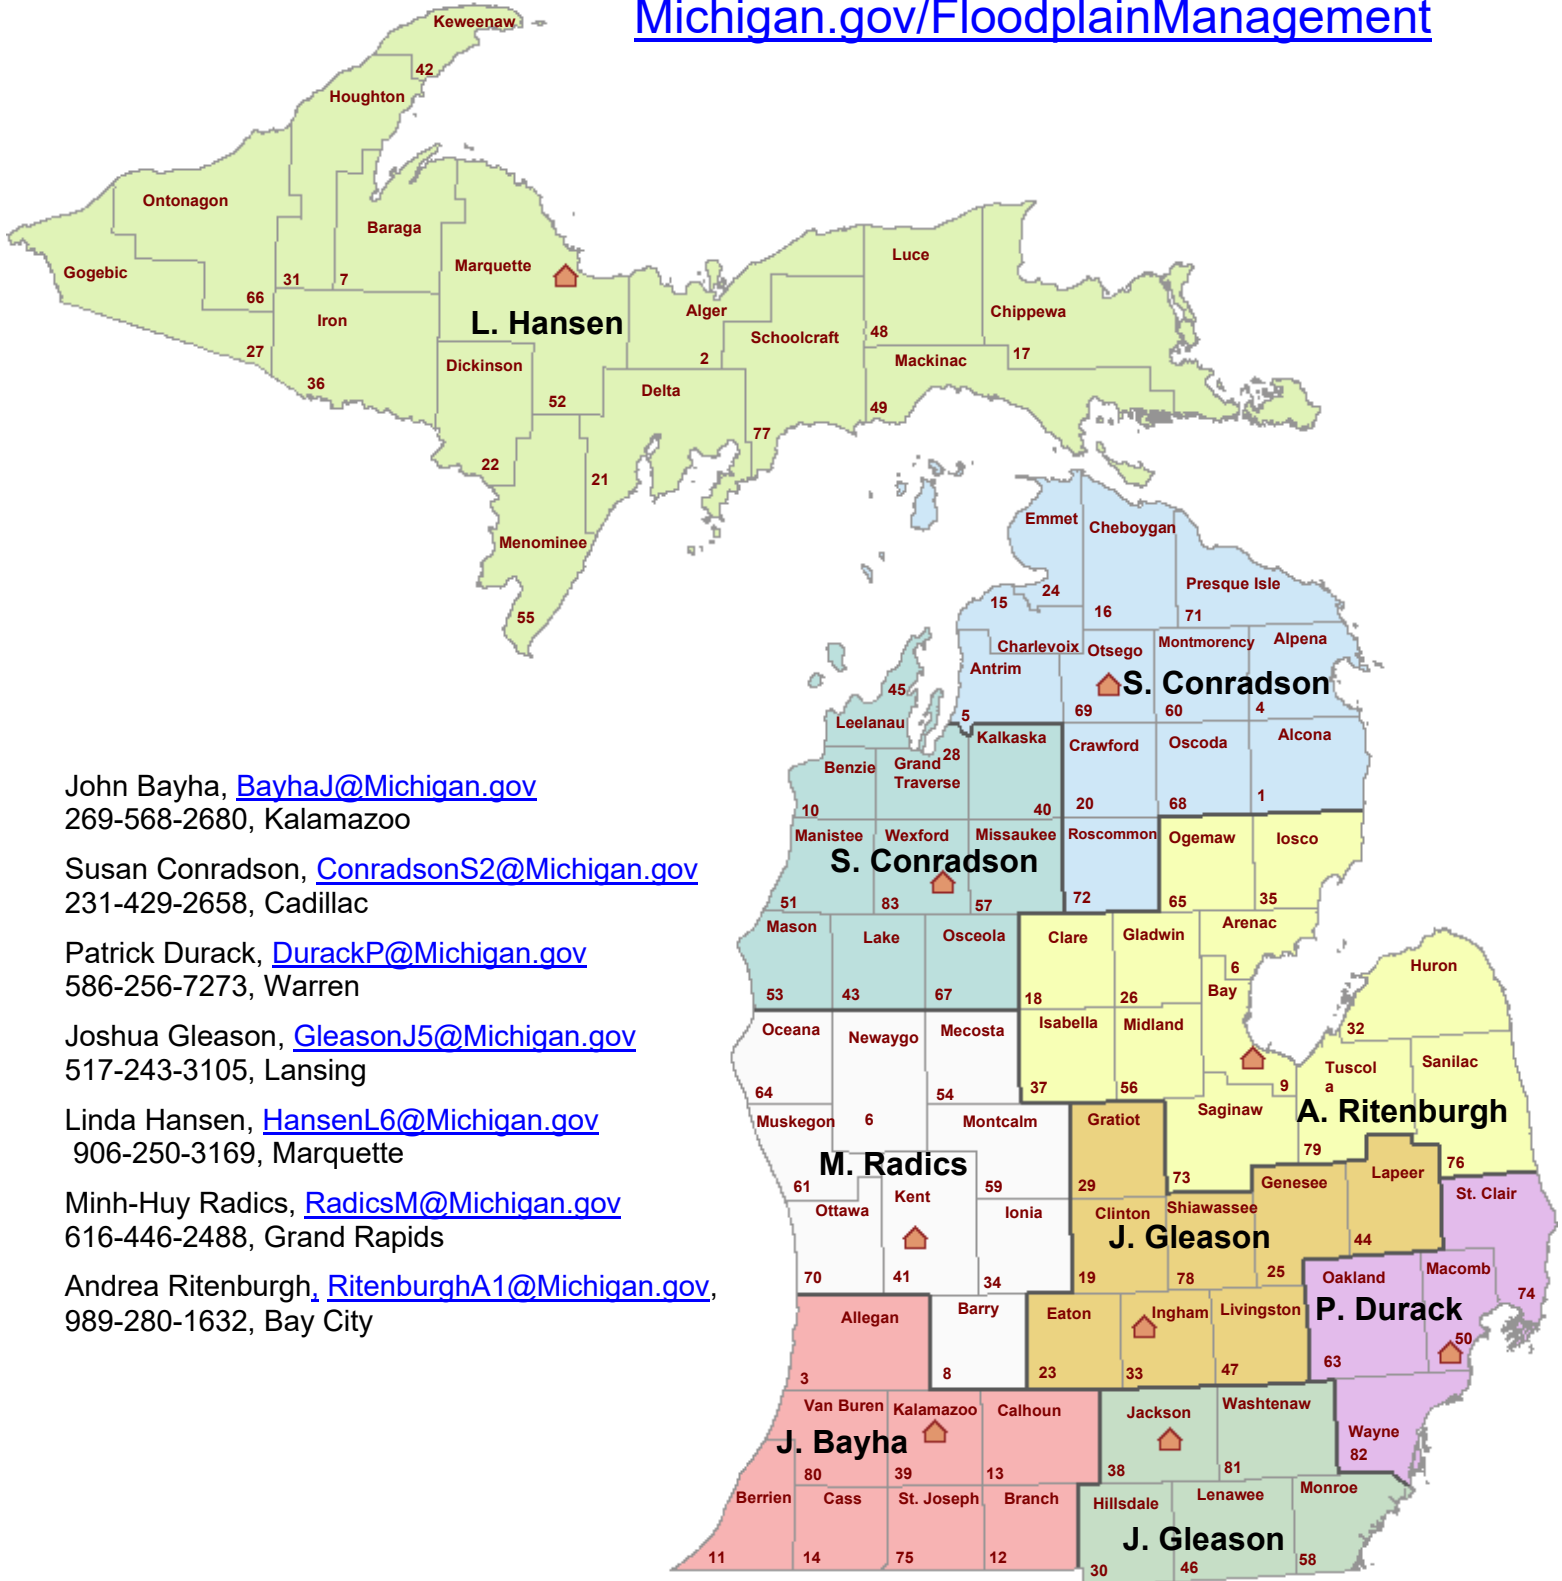 Michigan.gov/FloodplainManagement
Keweenaw
42
Houghton
Ontonagon
Baraga
Gogebic
Marquette
Luce
31
7
66
Iron
L. Hansen
Alger
Chippewa
Schoolcraft
48
27
2
17
Dickinson
Mackinac
36
52
Delta
49
77
22
21
Menominee
55
Emmet
Cheboygan
Presque Isle
15
24
16
71
Charlevoix
Otsego
Montmorency
Alpena
Antrim
S. Conradson
45
5
69
60
4
Leelanau
Kalkaska
Crawford
Oscoda
Alcona
Benzie
Grand
Traverse
28
10
40
20
68
1
Manistee
Wexford
Missaukee
Roscommon
Ogemaw
Iosco
S. Conradson
51
83
57
72
65
35
Mason
Lake
Osceola
Clare
Gladwin
Arenac
6
Bay
Huron
53
43
67
18
26
32
Oceana
Newaygo
Mecosta
Isabella
Midland
Tuscol
a
Sanilac
64
54
37
56
9
Saginaw
A. Ritenburgh
Muskegon
6
Montcalm
Gratiot
79
76
M. Radics
73
61
59
29
Genesee
Lapeer
Kent
Ottawa
Ionia
Clinton
Shiawassee
St. Clair
J. Gleason
44
70
41
34
19
78
25
Oakland
Macomb
74
Allegan
Barry
Eaton
Ingham
Livingston
P. Durack
50
3
8
23
33
47
63
Van Buren
Kalamazoo
Calhoun
Jackson
Washtenaw
Wayne
82
J. Bayha
80
39
13
38
81
Berrien
Cass
St. Joseph
Branch
Hillsdale
Lenawee
Monroe
J. Gleason
11
14
75
12
30
46
58
John Bayha, BayhaJ@Michigan.gov
269-568-2680, Kalamazoo
Susan Conradson, ConradsonS2@Michigan.gov
231-429-2658, Cadillac
Patrick Durack, DurackP@Michigan.gov
586-256-7273, Warren
Joshua Gleason, GleasonJ5@Michigan.gov
517-243-3105, Lansing
Linda Hansen, HansenL6@Michigan.gov
906-250-3169, Marquette
Minh-Huy Radics, RadicsM@Michigan.gov
616-446-2488, Grand Rapids
Andrea Ritenburgh, RitenburghA1@Michigan.gov,
989-280-1632, Bay City